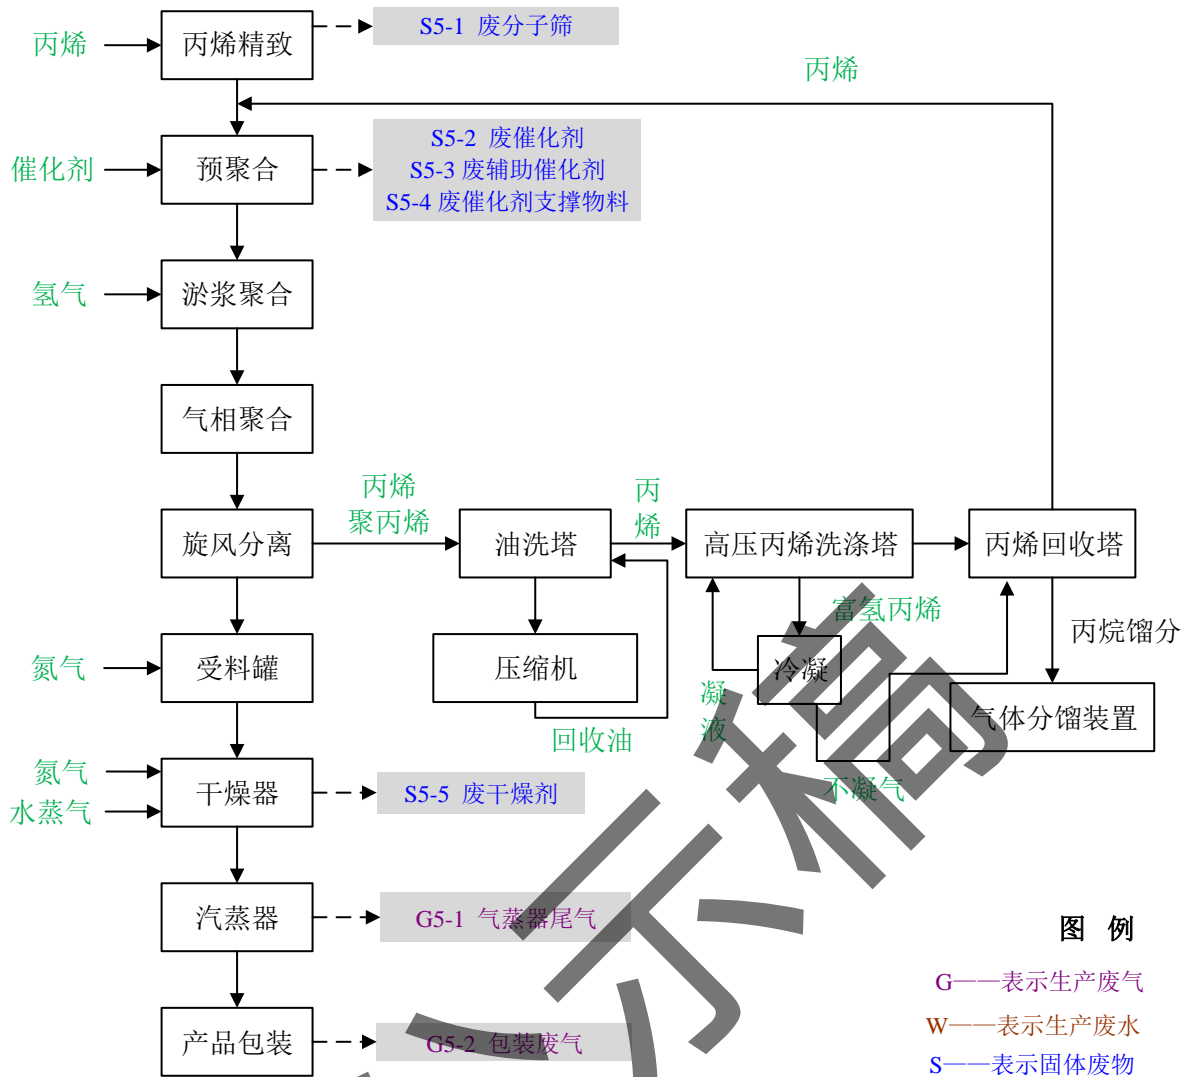 S5-1 废分子筛
丙烯
丙烯精致
丙烯
S5-2 废催化剂
催化剂
预聚合
S5-3废辅助催化剂
S5-4废催化剂支撑物料
氢气
淤浆聚合
气相聚合
丙烯
聚丙烯
丙
烯
旋风分离
油洗塔
高压丙烯洗涤塔
丙烯回收塔
富氢丙烯
丙烷馏分
氮气
受料罐
压缩机
冷凝
凝
液
气体分馏装置
回收油
不凝气
氮气
水蒸气
干燥器
S5-5 废干燥剂
汽蒸器
G5-1 气蒸器尾气
产品包装
G5-2 包装废气
图 例
G——表示生产废气
W——表示生产废水
S——表示固体废物
示稿